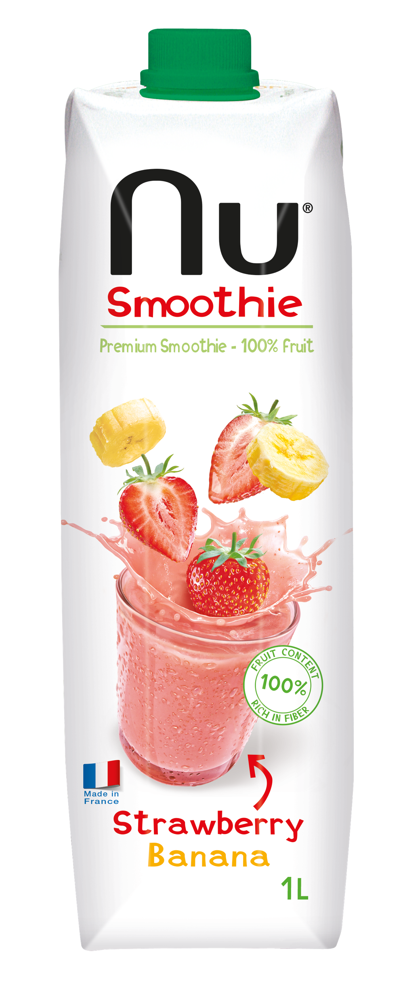 nu®
Smoothie
Premium Smoothie - 100% Fruit
FRUIT CONTENT
100%
RICH IN FIBER
Made in
France
Strawberry
Banana
1L